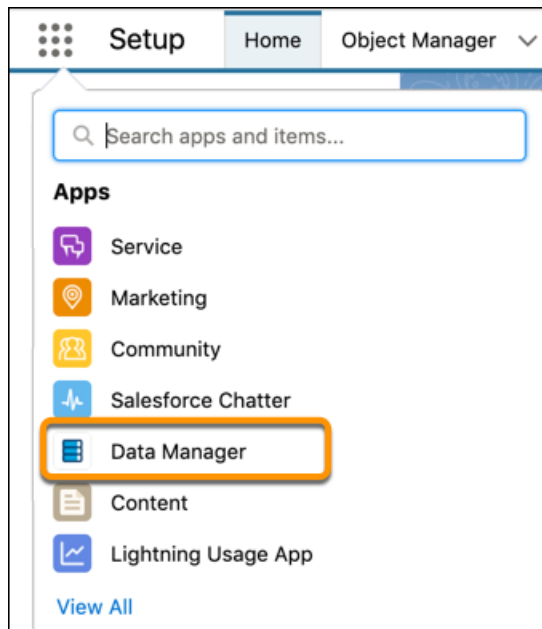 Setup Home Object Manager
Search apps and items...
Apps
Service
Marketing
Community
Salesforce Chatter
Data Manager
Content
Lightning Usage App
View All